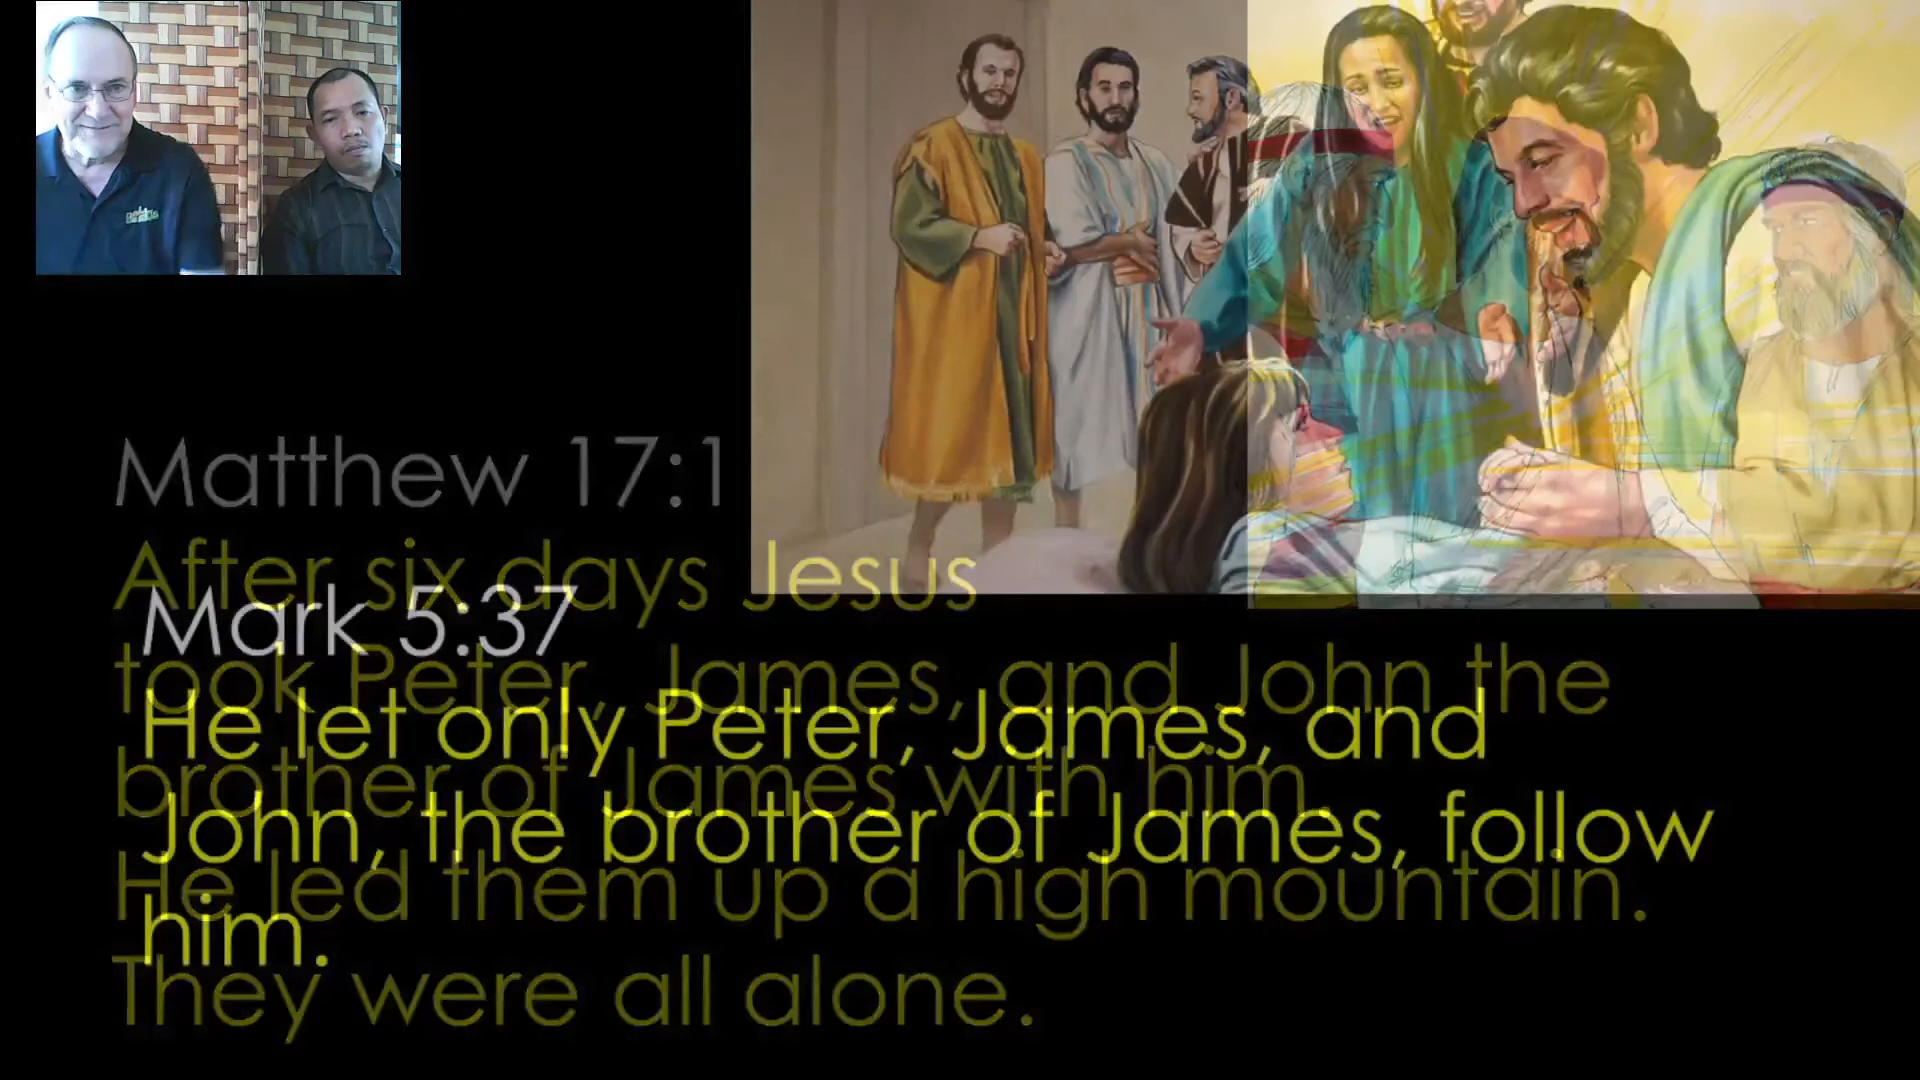 Matthew 17:1
After six days Jesus
took Peter, James, and John the
brother of James with him.
He led them up a high mountain.
They were all alone.
Mark 5:37
He let only Peter, James, and
John, the brother of James, follow
him.